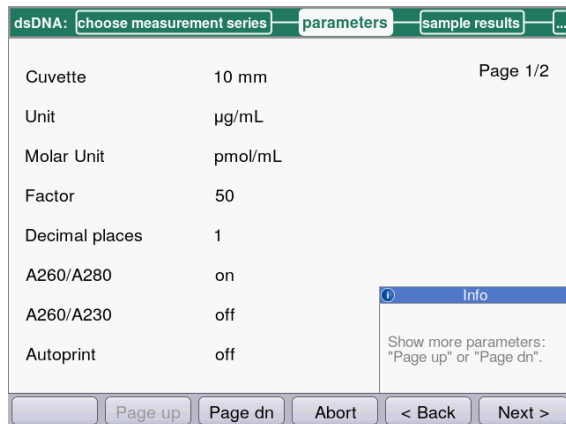 dsDNA: choose measurement series parameters sample results ...
Page 1/2
Cuvette 10 mm
Unit µg/mL
Molar Unit pmol/mL
Factor 50
Decimal places 1
A260/A280 on
A260/A230 off
Autoprint off
Info
Show more parameters:
"Page up" or "Page dn".
Page up Page dn Abort < Back Next >